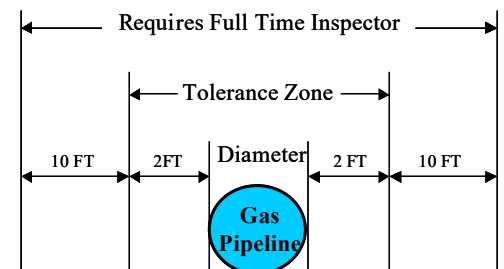 Requires Full Time Inspector
Tolerance Zone
10 FT
2FT
Diameter
2 FT
10 FT
Gas
Pipeline